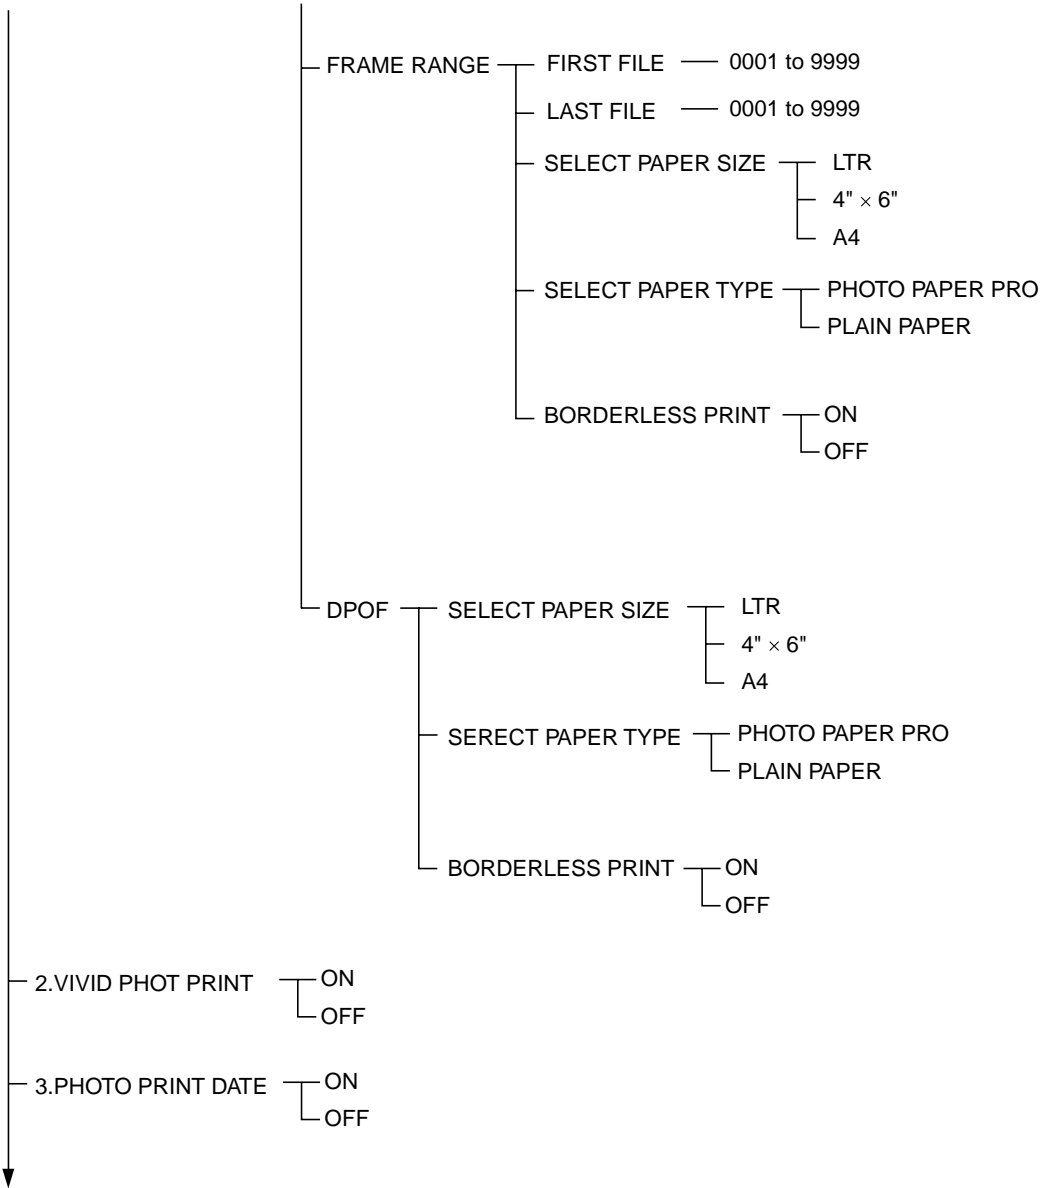 FRAME RANGE FIRST FILE 0001 to 9999
LAST FILE 0001 to 9999
SELECT PAPER SIZE LTR
4" × 6"
A4
SELECT PAPER TYPE PHOTO PAPER PRO
PLAIN PAPER
BORDERLESS PRINT ON
OFF
DPOF SELECT PAPER SIZE LTR
4" × 6"
A4
SERECT PAPER TYPE PHOTO PAPER PRO
PLAIN PAPER
BORDERLESS PRINT ON
OFF
2.VIVID PHOT PRINT ON
OFF
3.PHOTO PRINT DATE ON
OFF